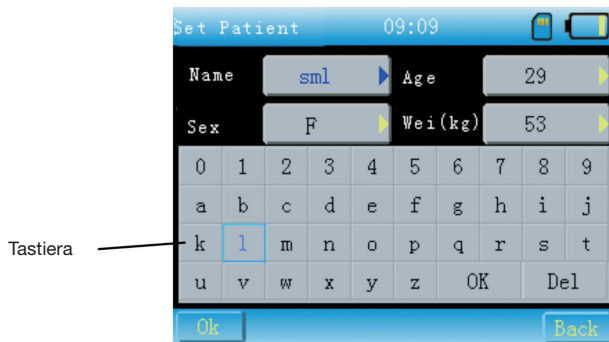 Set Patient 09:09
Name sml Age 29
Sex F Wei(kg) 53
0 1 2 3 4 5 6 7 8 9
a b c d e f g h i j
Tastiera k l m n o p q r s t
u v w x y z OK Del
Ok Back